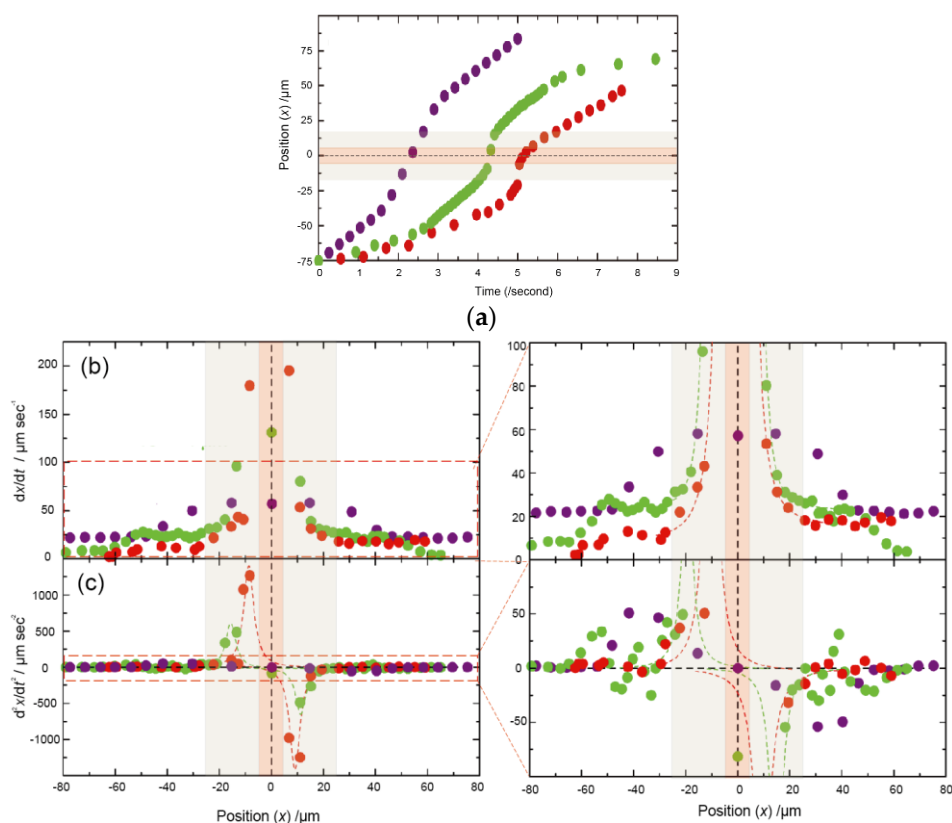 75
50
25
0
-25
-50
-75
Position (x) /µm
0 1 2 3 4 5 6 7 8 9
Time (/second)
(a)
(b)
200
150
100
50
0
dx/dt / µm sec⁻¹
100
80
60
40
20
(c)
1000
500
0
-500
-1000
d²x/dt² / µm sec⁻²
50
0
-50
-80 -60 -40 -20 0 20 40 60 80
Position (x) / µm
-80 -60 -40 -20 0 20 40 60 80
Position (x) / µm